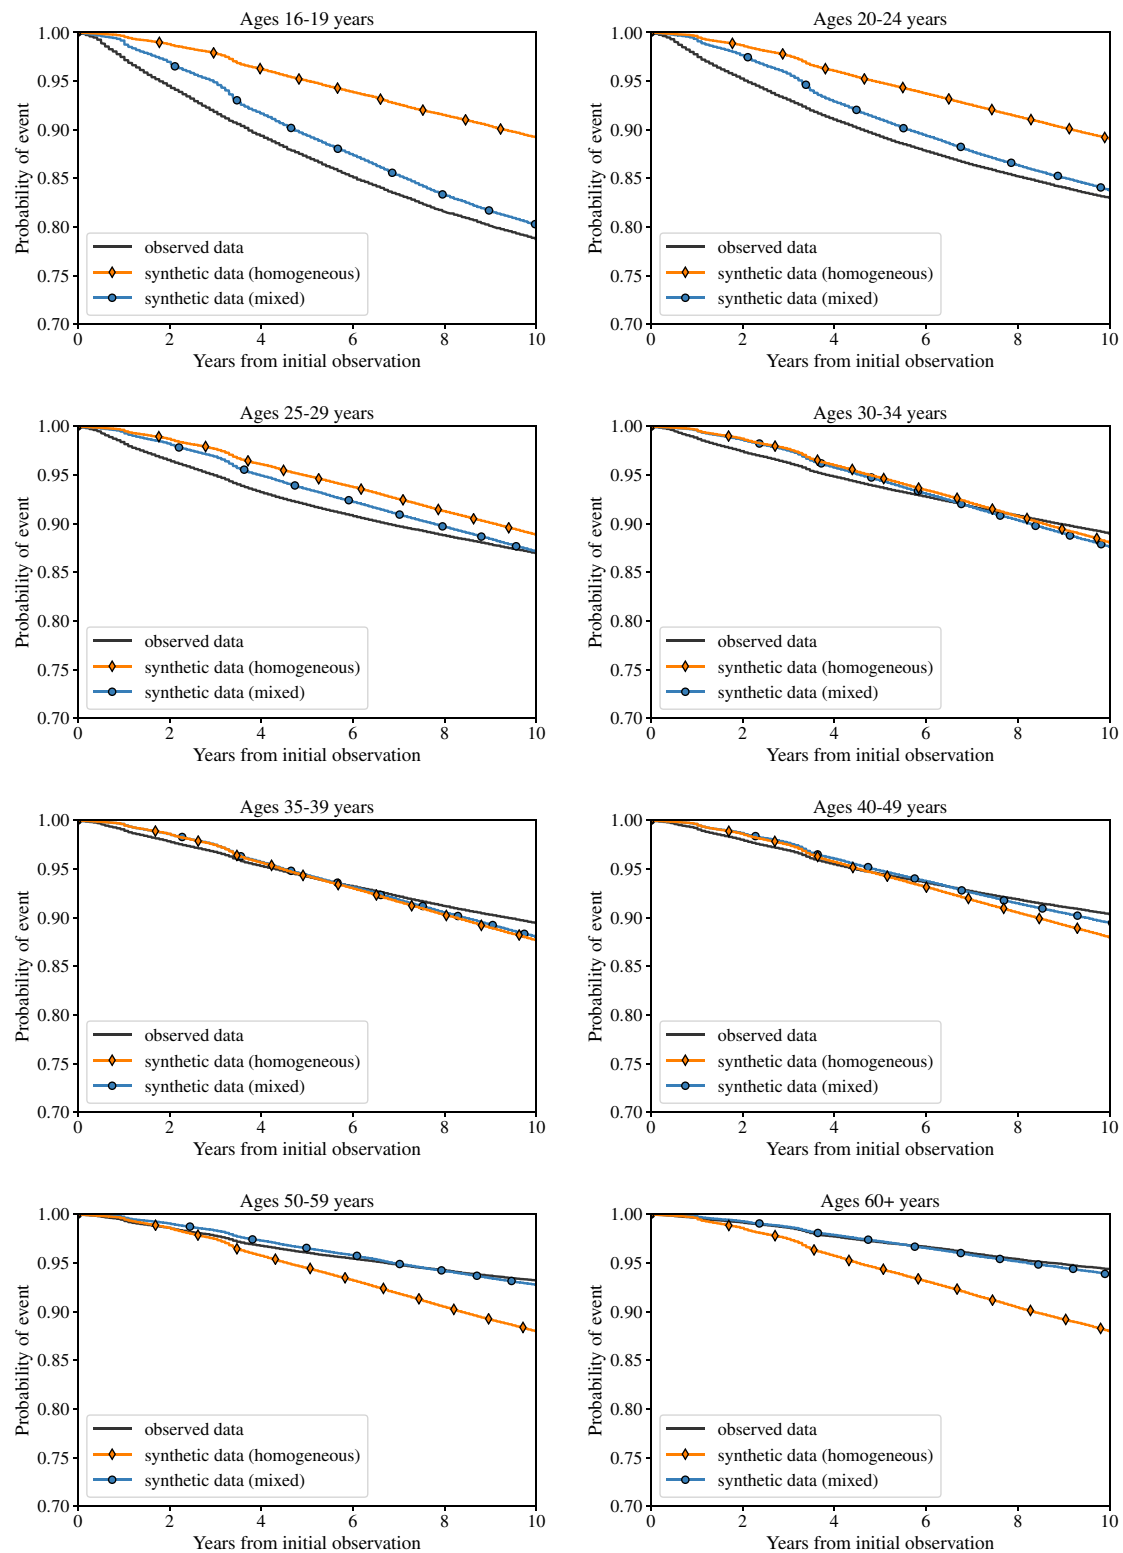 Ages 16-19 years
Probability of event
1.00
0.95
0.90
0.85
0.80
0.75
0.70
observed data
synthetic data (homogeneous)
synthetic data (mixed)
0 2 4 6 8 10
Years from initial observation
Ages 20-24 years
Probability of event
1.00
0.95
0.90
0.85
0.80
0.75
0.70
observed data
synthetic data (homogeneous)
synthetic data (mixed)
0 2 4 6 8 10
Years from initial observation
Ages 25-29 years
Probability of event
1.00
0.95
0.90
0.85
0.80
0.75
0.70
observed data
synthetic data (homogeneous)
synthetic data (mixed)
0 2 4 6 8 10
Years from initial observation
Ages 30-34 years
Probability of event
1.00
0.95
0.90
0.85
0.80
0.75
0.70
observed data
synthetic data (homogeneous)
synthetic data (mixed)
0 2 4 6 8 10
Years from initial observation
Ages 35-39 years
Probability of event
1.00
0.95
0.90
0.85
0.80
0.75
0.70
observed data
synthetic data (homogeneous)
synthetic data (mixed)
0 2 4 6 8 10
Years from initial observation
Ages 40-49 years
Probability of event
1.00
0.95
0.90
0.85
0.80
0.75
0.70
observed data
synthetic data (homogeneous)
synthetic data (mixed)
0 2 4 6 8 10
Years from initial observation
Ages 50-59 years
Probability of event
1.00
0.95
0.90
0.85
0.80
0.75
0.70
observed data
synthetic data (homogeneous)
synthetic data (mixed)
0 2 4 6 8 10
Years from initial observation
Ages 60+ years
Probability of event
1.00
0.95
0.90
0.85
0.80
0.75
0.70
observed data
synthetic data (homogeneous)
synthetic data (mixed)
0 2 4 6 8 10
Years from initial observation